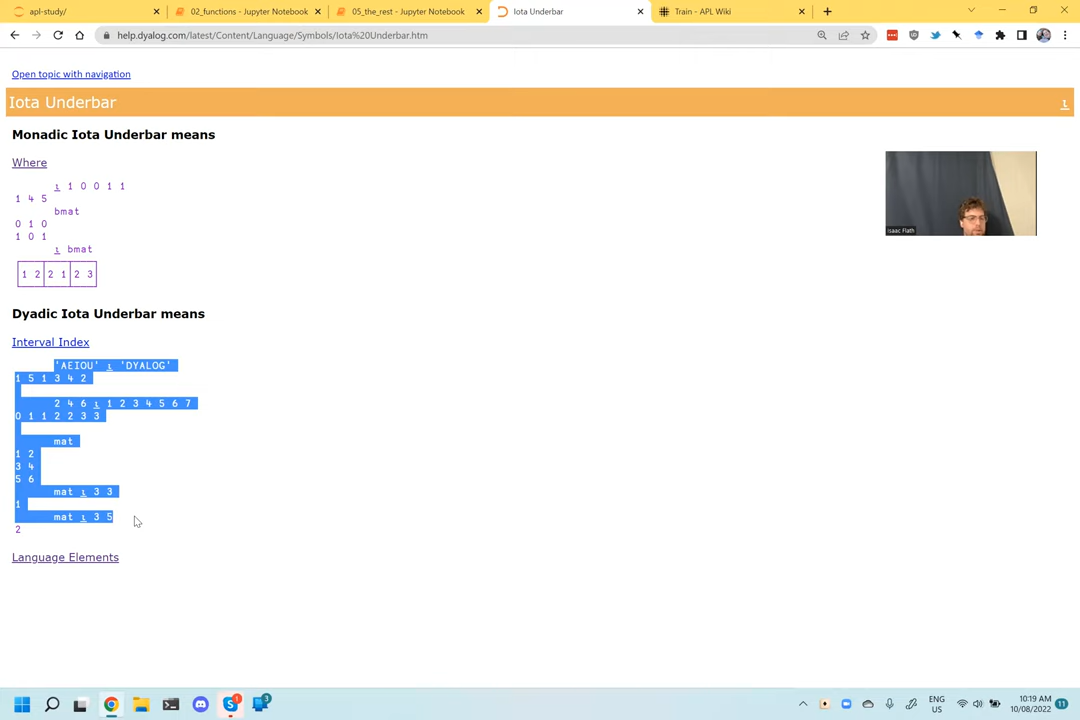 apl-study/
02_functions - Jupyter Notebook
05_the_rest - Jupyter Notebook
Iota Underbar
Train - APL Wiki
help.dyalog.com/latest/Content/Language/Symbols/Iota%20Underbar.htm
Open topic with navigation
Iota Underbar ⍸
Monadic Iota Underbar means
Where
⍸ 1 0 0 1 1
1 4 5
bmat
0 1 0
1 0 1
⍸ bmat
1 2 2 1 2 3
Dyadic Iota Underbar means
Interval Index
'AEIOU' ⍸ 'DYALOG'
1 5 1 3 4 2
2 4 6 ⍸ 1 2 3 4 5 6 7
0 1 1 2 2 3 3
mat
1 2
3 4
5 6
mat ⍸ 3 3
1
mat ⍸ 3 5
2
Language Elements
Isaac Flath
1
3
ENG
US
10:19 AM
10/08/2022
11